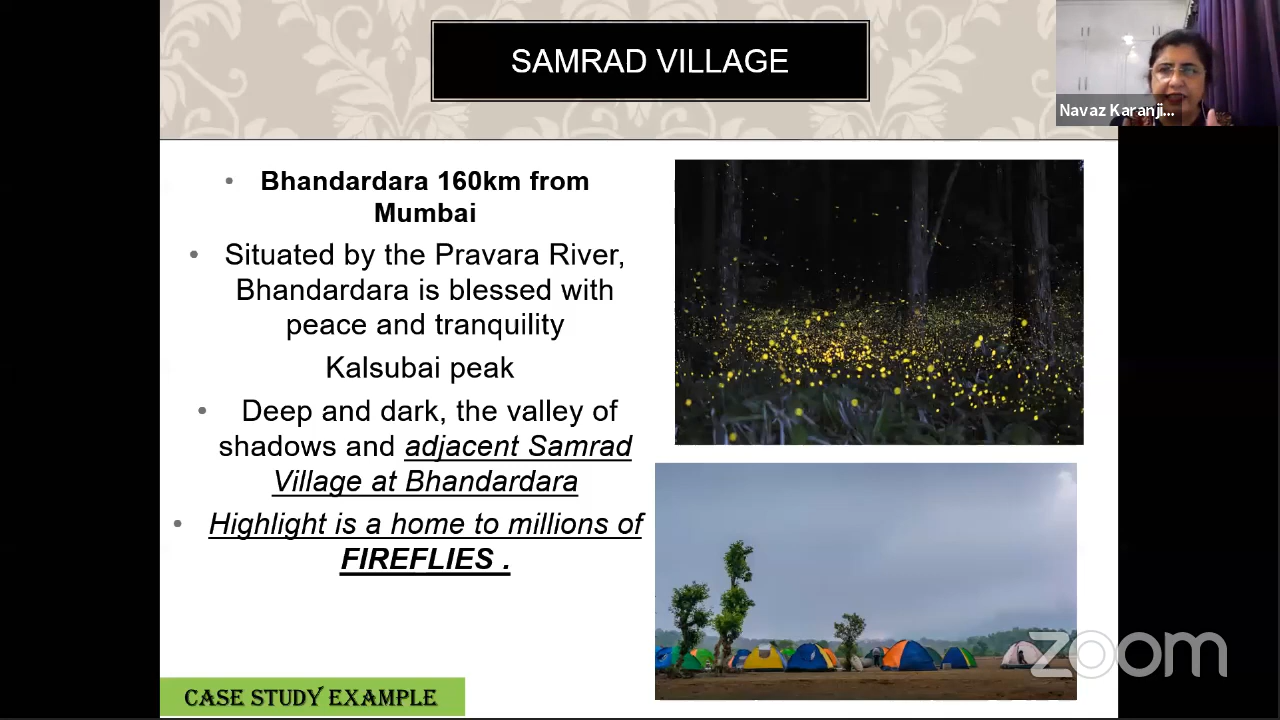 SAMRAD VILLAGE
Navaz Karanji...
• Bhandardara 160km from
Mumbai
• Situated by the Pravara River,
Bhandardara is blessed with
peace and tranquility
Kalsubai peak
• Deep and dark, the valley of
shadows and adjacent Samrad
Village at Bhandardara
• Highlight is a home to millions of
FIREFLIES .
zoom
CASE STUDY EXAMPLE